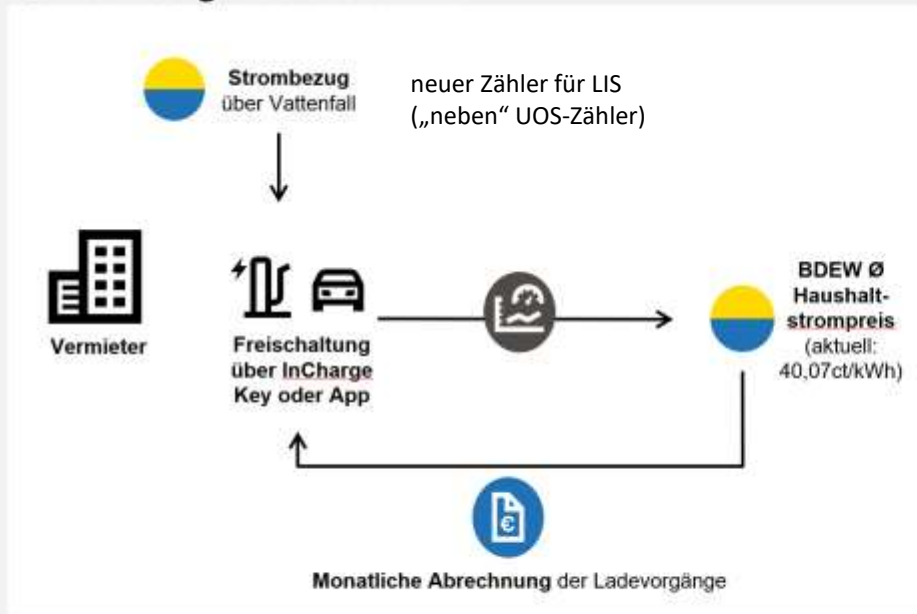 Strombezug
über Vattenfall
neuer Zähler für LIS
(„neben“ UOS-Zähler)
Vermieter
Freischaltung
über InCharge
Key oder App
BDEW Ø
Haushalt-
strompreis
(aktuell:
40,07ct/kWh)
€
Monatliche Abrechnung der Ladevorgänge